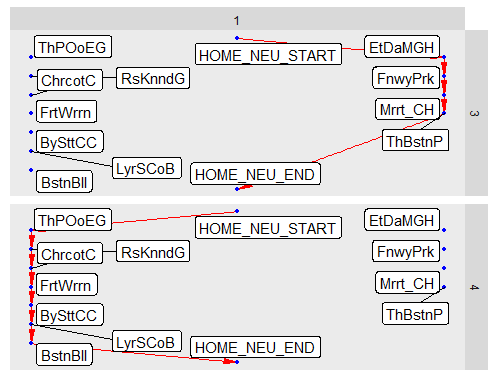 1
ThPOoEG
HOME_NEU_START
EtDaMGH
ChrcotC
RsKnndG
FnwyPrk
FrtWrrn
Mrrt_CH
3
BySttCC
ThBstnP
LyrSCoB
HOME_NEU_END
BstnBll
ThPOoEG
HOME_NEU_START
EtDaMGH
ChrcotC
RsKnndG
FnwyPrk
FrtWrrn
Mrrt_CH
4
BySttCC
ThBstnP
LyrSCoB
HOME_NEU_END
BstnBll